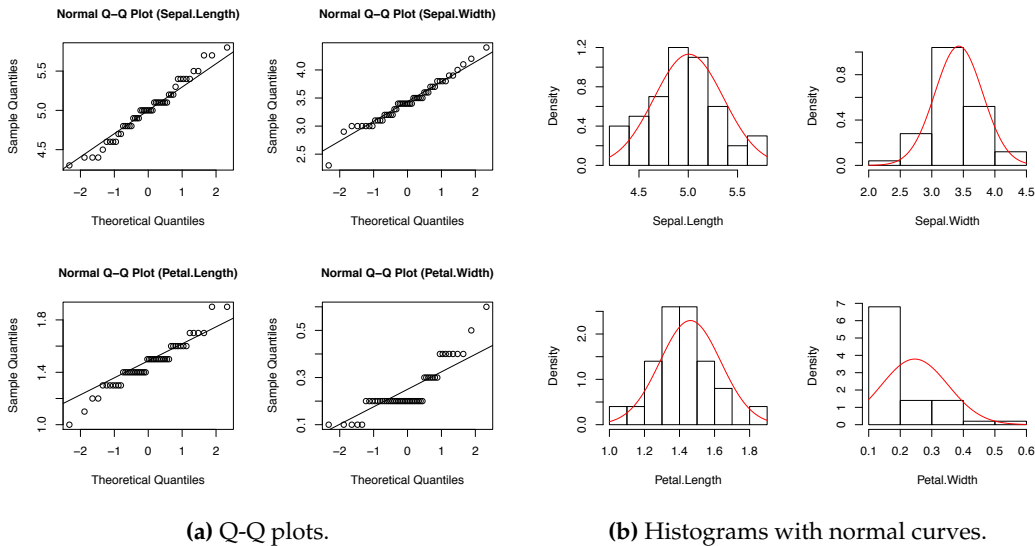 Normal Q–Q Plot (Sepal.Length)
Sample Quantiles
4.5 5.0 5.5
−2 −1 0 1 2
Theoretical Quantiles
Normal Q–Q Plot (Sepal.Width)
Sample Quantiles
2.5 3.0 3.5 4.0
−2 −1 0 1 2
Theoretical Quantiles
Density
0.0 0.4 0.8 1.2
4.5 5.0 5.5
Sepal.Length
Density
0.0 0.4 0.8
2.0 2.5 3.0 3.5 4.0 4.5
Sepal.Width
Normal Q–Q Plot (Petal.Length)
Sample Quantiles
1.0 1.4 1.8
−2 −1 0 1 2
Theoretical Quantiles
Normal Q–Q Plot (Petal.Width)
Sample Quantiles
0.1 0.3 0.5
−2 −1 0 1 2
Theoretical Quantiles
Density
0.0 1.0 2.0
1.0 1.2 1.4 1.6 1.8
Petal.Length
Density
0 1 2 3 4 5 6 7
0.1 0.2 0.3 0.4 0.5 0.6
Petal.Width
(a) Q-Q plots.
(b) Histograms with normal curves.